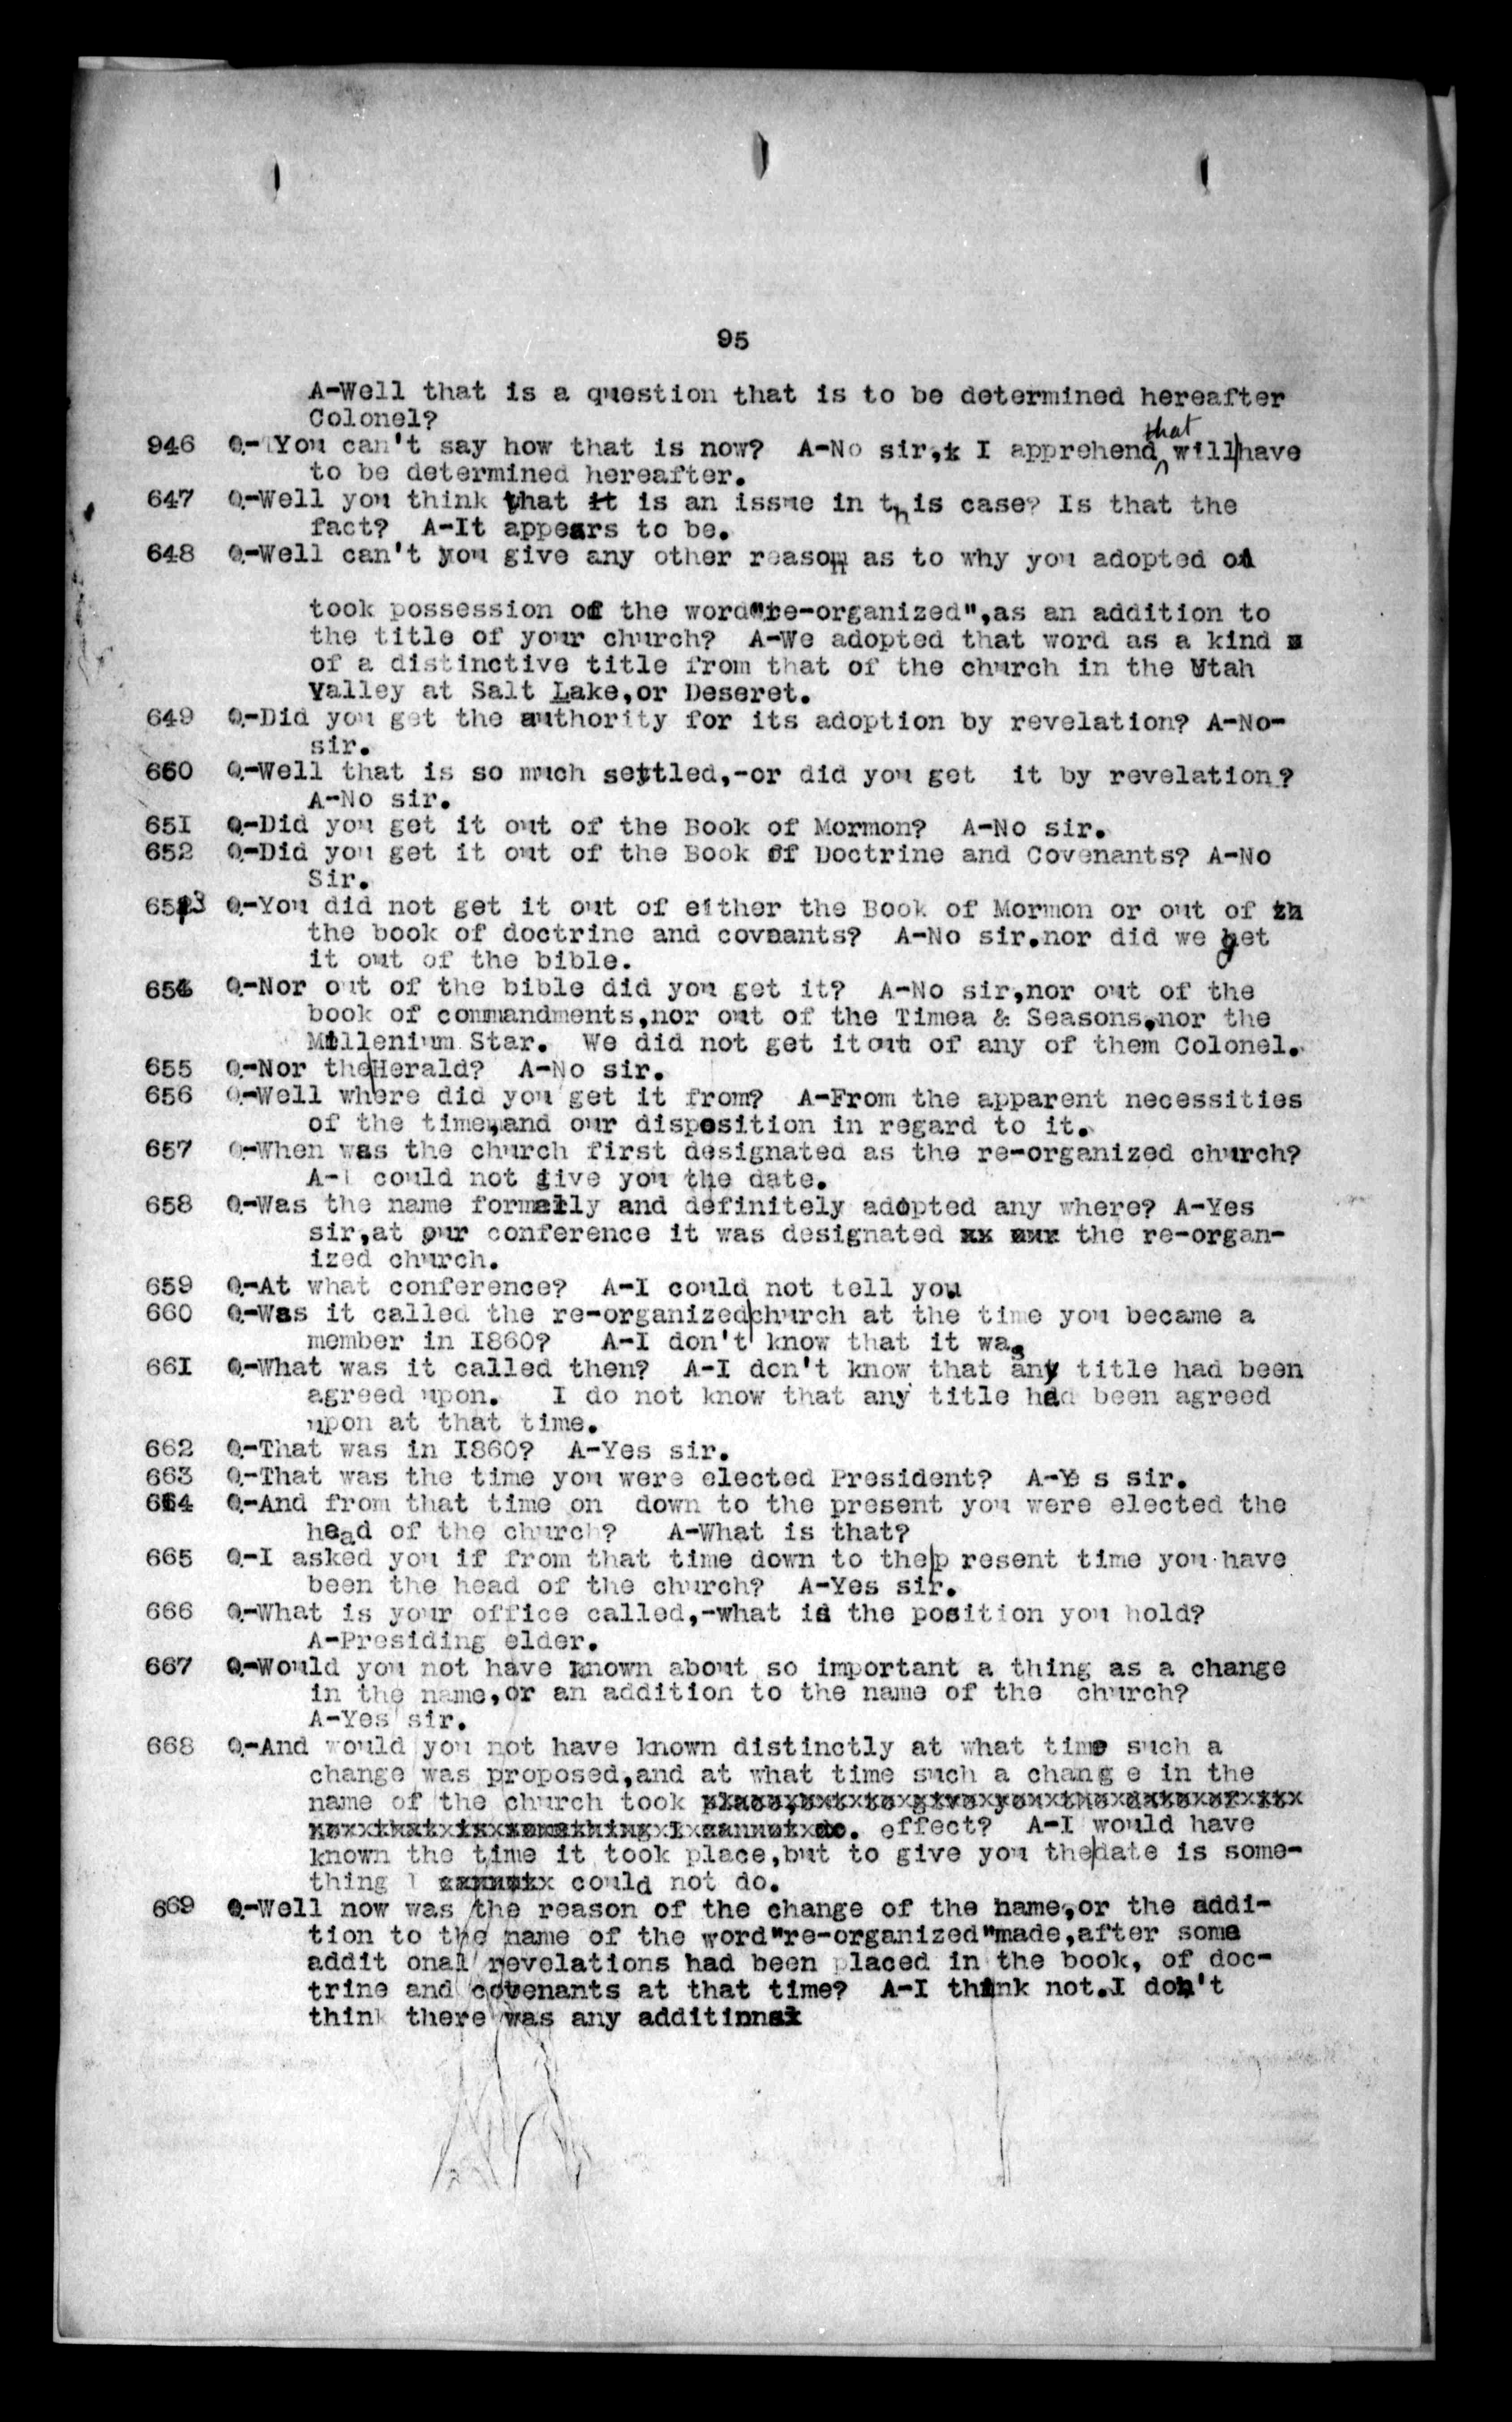 95
A-Well that is a question that is to be determined hereafter
Colonel?
946 Q-You can't say how that is now? A-No sir, I apprehend that will have
to be determined hereafter.
647 Q-Well you think that it is an issue in this case? Is that the
fact? A-It appears to be.
648 Q-Well can't you give any other reason as to why you adopted or
took possession of the word"re-organized",as an addition to
the title of your church? A-We adopted that word as a kind
of a distinctive title from that of the church in the Utah
Valley at Salt Lake,or Deseret.
649 Q-Did you get the authority for its adoption by revelation? A-No-
sir.
660 Q-Well that is so much settled,-or did you get it by revelation?
A-No sir.
651 Q-Did you get it out of the Book of Mormon? A-No sir.
652 Q-Did you get it out of the Book of Doctrine and Covenants? A-No
Sir.
653 Q-You did not get it out of either the Book of Mormon or out of
the book of doctrine and covnants? A-No sir.nor did we get
it out of the bible.
654 Q-Nor out of the bible did you get it? A-No sir,nor out of the
book of commandments,nor out of the Timea & Seasons,nor the
Millenium Star. We did not get it out of any of them Colonel.
655 Q-Nor the Herald? A-No sir.
656 Q-Well where did you get it from? A-From the apparent necessities
of the time,and our disposition in regard to it.
657 Q-When was the church first designated as the re-organized church?
A-I could not give you the date.
658 Q-Was the name formally and definitely adopted any where? A-Yes
sir,at our conference it was designated xx xxx the re-organ-
ized church.
659 Q-At what conference? A-I could not tell you
660 Q-Was it called the re-organized church at the time you became a
member in I860? A-I don't know that it was
661 Q-What was it called then? A-I don't know that any title had been
agreed upon. I do not know that any title had been agreed
upon at that time.
662 Q-That was in I860? A-Yes sir.
663 Q-That was the time you were elected President? A-Ye s sir.
664 Q-And from that time on down to the present you were elected the
head of the church? A-What is that?
665 Q-I asked you if from that time down to the p resent time you have
been the head of the church? A-Yes sir.
666 Q-What is your office called,-what is the position you hold?
A-Presiding elder.
667 Q-Would you not have known about so important a thing as a change
in the name,or an addition to the name of the church?
A-Yes sir.
668 Q-And would you not have known distinctly at what time such a
change was proposed,and at what time such a chang e in the
name of the church took
effect? A-I would have
known the time it took place,but to give you the date is some-
thing I could not do.
669 Q-Well now was the reason of the change of the name,or the addi-
tion to the name of the word"re-organized"made,after some
addit onal revelations had been placed in the book, of doc-
trine and covenants at that time? A-I think not.I don't
think there was any additinnal